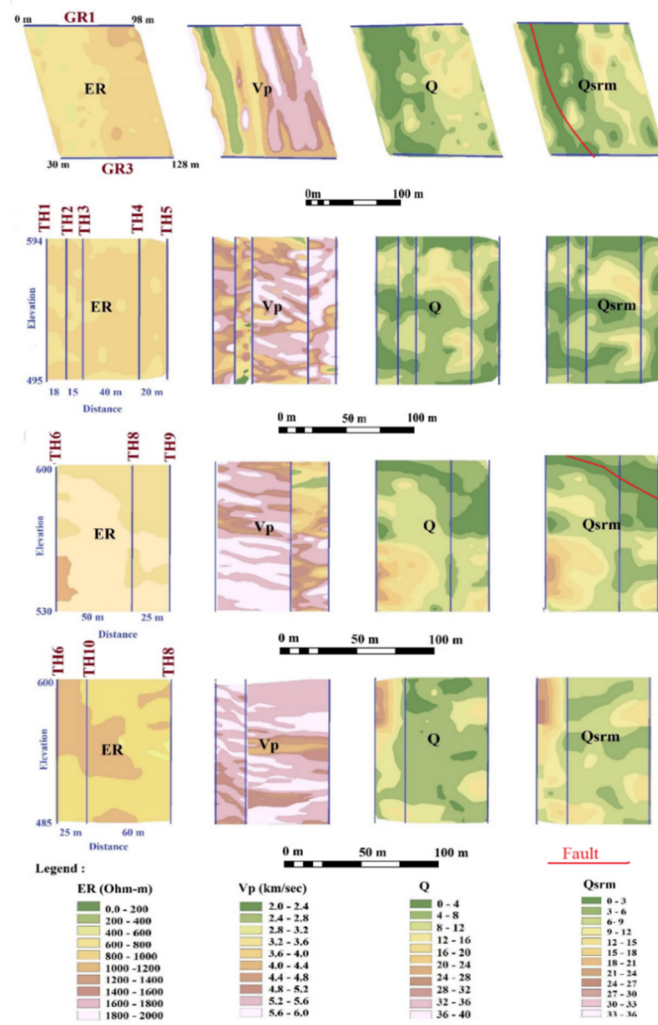 0 m GR1 98 m
ER Vp Q Qsrm
30 m GR3 128 m
0m 100 m
TH1 TH2 TH3 TH4 TH5
594
Elevation
ER Vp Q Qsrm
495
18 15 40 m 20 m
Distance
0 m 50 m 100 m
TH6 TH8 TH9
600
Elevation
ER Vp Q Qsrm
530
50 m 25 m
Distance
0 m 50 m 100 m
TH6 TH10 TH8
600
Elevation
ER Vp Q Qsrm
485
25 m 60 m
Distance
0 m 50 m 100 m
Fault
Legend :
ER (Ohm-m) Vp (km/sec) Q Qsrm
0.0 - 200 2.0 - 2.4 0 - 4 0 - 3
200 - 400 2.4 - 2.8 4 - 8 3 - 6
400 - 600 2.8 - 3.2 8 - 12 6 - 9
600 - 800 3.2 - 3.6 12 - 16 9 - 12
800 - 1000 3.6 - 4.0 16 - 20 12 - 15
1000 -1200 4.0 - 4.4 20 - 24 15 - 18
1200 - 1400 4.4 - 4.8 24 - 28 18 - 21
1400 - 1600 4.8 - 5.2 28 - 32 21 - 24
1600 - 1800 5.2 - 5.6 32 - 36 27 - 30
1800 - 2000 5.6 - 6.0 36 - 40 30 - 33
33 - 36